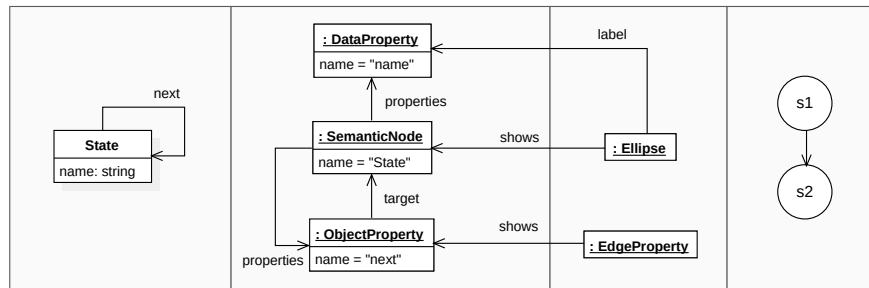 next
State
name: string
: DataProperty
name = "name"
properties
: SemanticNode
name = "State"
target
: ObjectProperty
name = "next"
properties
label
shows
: Ellipse
shows
: EdgeProperty
s1
s2